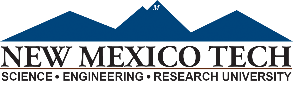 M
NEW MEXICO TECH
SCIENCE • ENGINEERING • RESEARCH UNIVERSITY